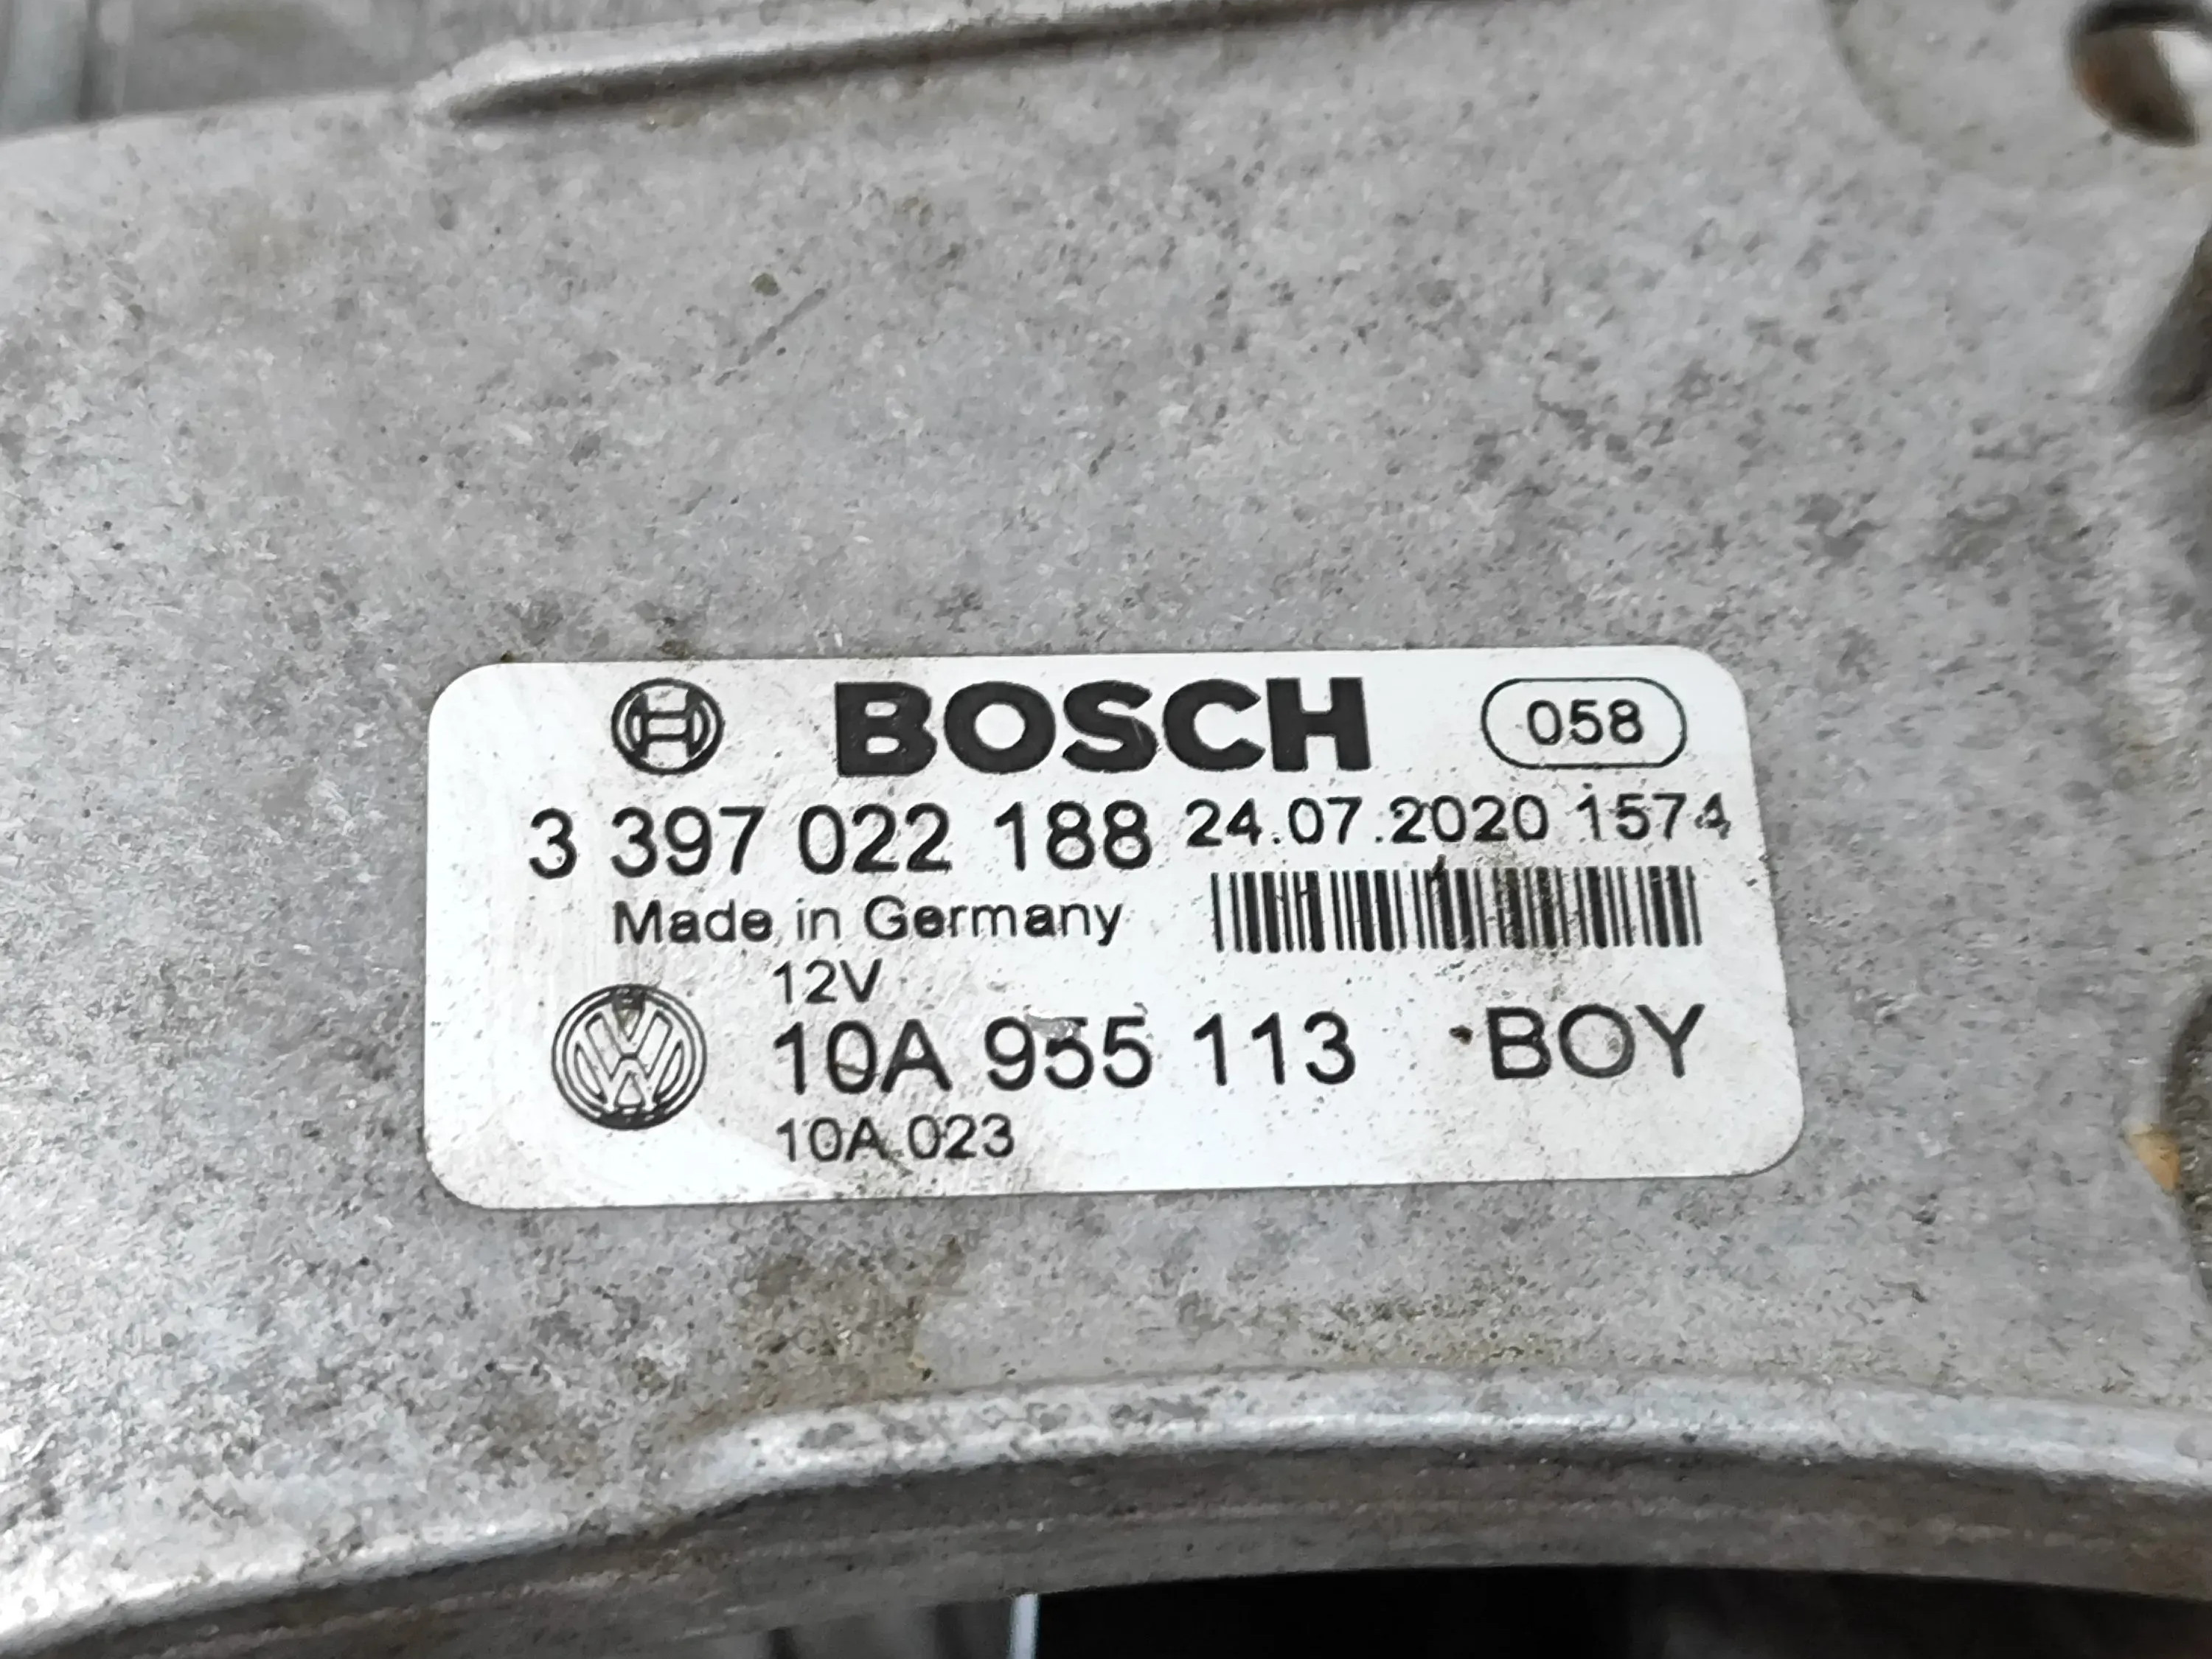 BOSCH 058
3 397 022 188 24.07.2020 1574
Made in Germany
12V
10A 955 113 BOY
10A.023